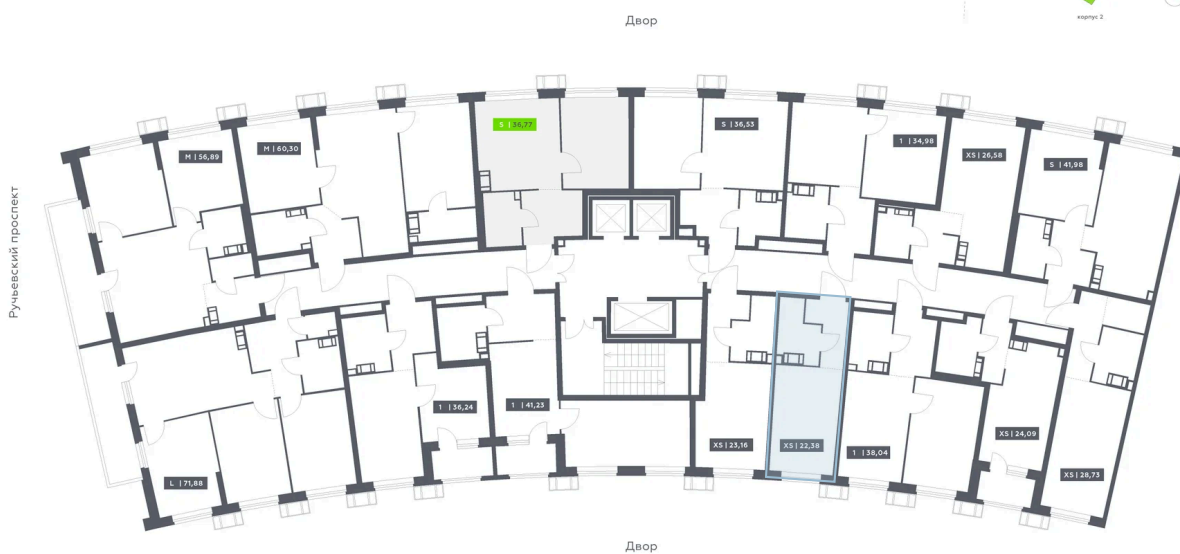 Двор
корпус 2
S | 36,77
S | 36,53
1 | 34,98
M | 56,89
M | 60,30
XS | 26,58
S | 41,98
Ручьевский проспект
1 | 36,24
1 | 41,23
XS | 23,16
XS | 22,38
1 | 38,04
XS | 24,09
L | 71,88
XS | 28,73
Двор